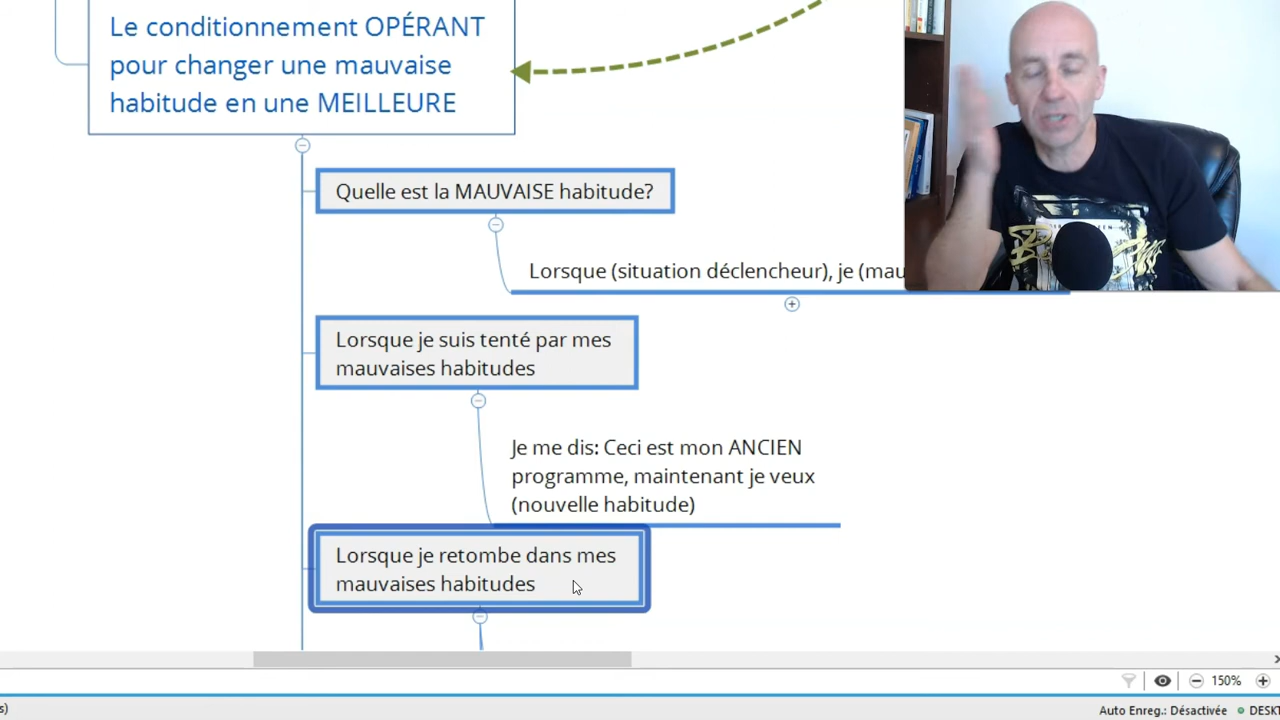 Le conditionnement OPÉRANT
pour changer une mauvaise
habitude en une MEILLEURE
Quelle est la MAUVAISE habitude?
Lorsque (situation déclencheur), je (mau
Lorsque je suis tenté par mes
mauvaises habitudes
Je me dis: Ceci est mon ANCIEN
programme, maintenant je veux
(nouvelle habitude)
Lorsque je retombe dans mes
mauvaises habitudes
150%
s)
Auto Enreg.: Désactivée
DESKT